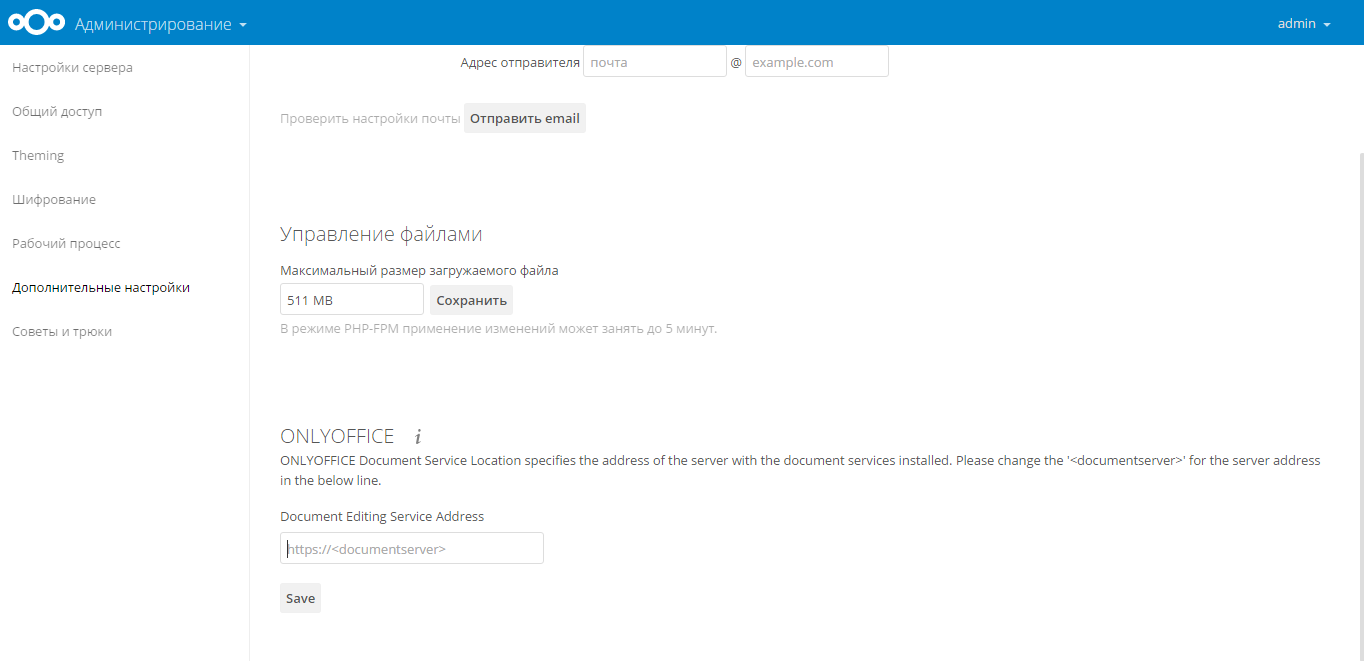 Администрирование
admin
Настройки сервера
Общий доступ
Theming
Шифрование
Рабочий процесс
Дополнительные настройки
Советы и трюки
Адрес отправителя почта @ example.com
Проверить настройки почты Отправить email
Управление файлами
Максимальный размер загружаемого файла
511 MB Сохранить
В режиме PHP-FPM применение изменений может занять до 5 минут.
ONLYOFFICE i
ONLYOFFICE Document Service Location specifies the address of the server with the document services installed. Please change the '<documentserver>' for the server address
in the below line.
Document Editing Service Address
https://<documentserver>
Save